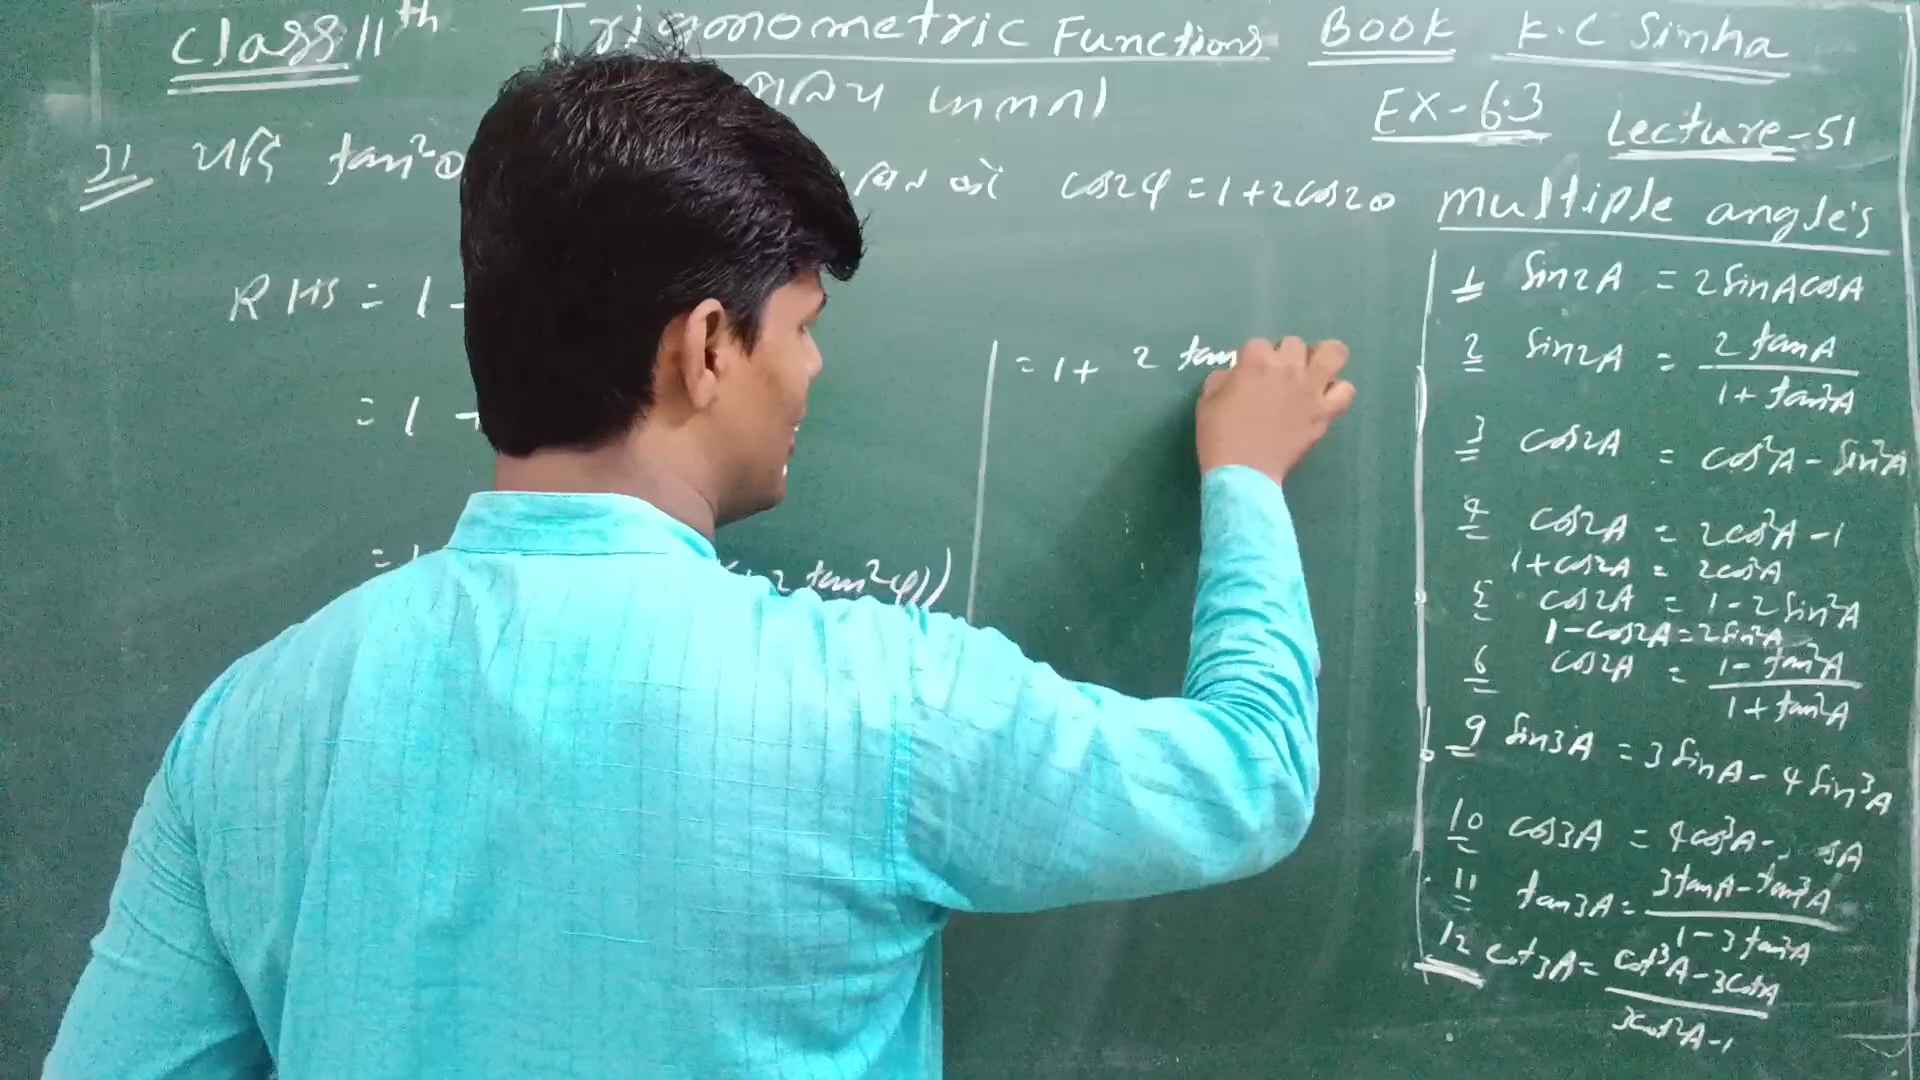 Class 11th Trigonometric Functions Book K.C Sinha
EX-6.3 Lecture-51
31 यदि tan²θ cos2φ=1+2cos2θ
RHS = 1
= 1
=
+2 tan²φ))
=1+ 2 tan
multiple angle's
1 sin2A = 2sinAcosA
2 sin2A = 2tanA / 1+tan²A
3 cos2A = cos²A-sin²A
4 cos2A = 2cos²A-1
1+cos2A = 2cos²A
5 cos2A = 1-2sin²A
1-cos2A=2sin²A
6 cos2A = 1-tan²A / 1+tan²A
9 sin3A = 3sinA-4sin³A
10 cos3A = 4cos³A-
11 tan3A = 3tanA-tan³A / 1-3tan²A
12 cot3A = cot³A-3cotA / 3cot²A-1